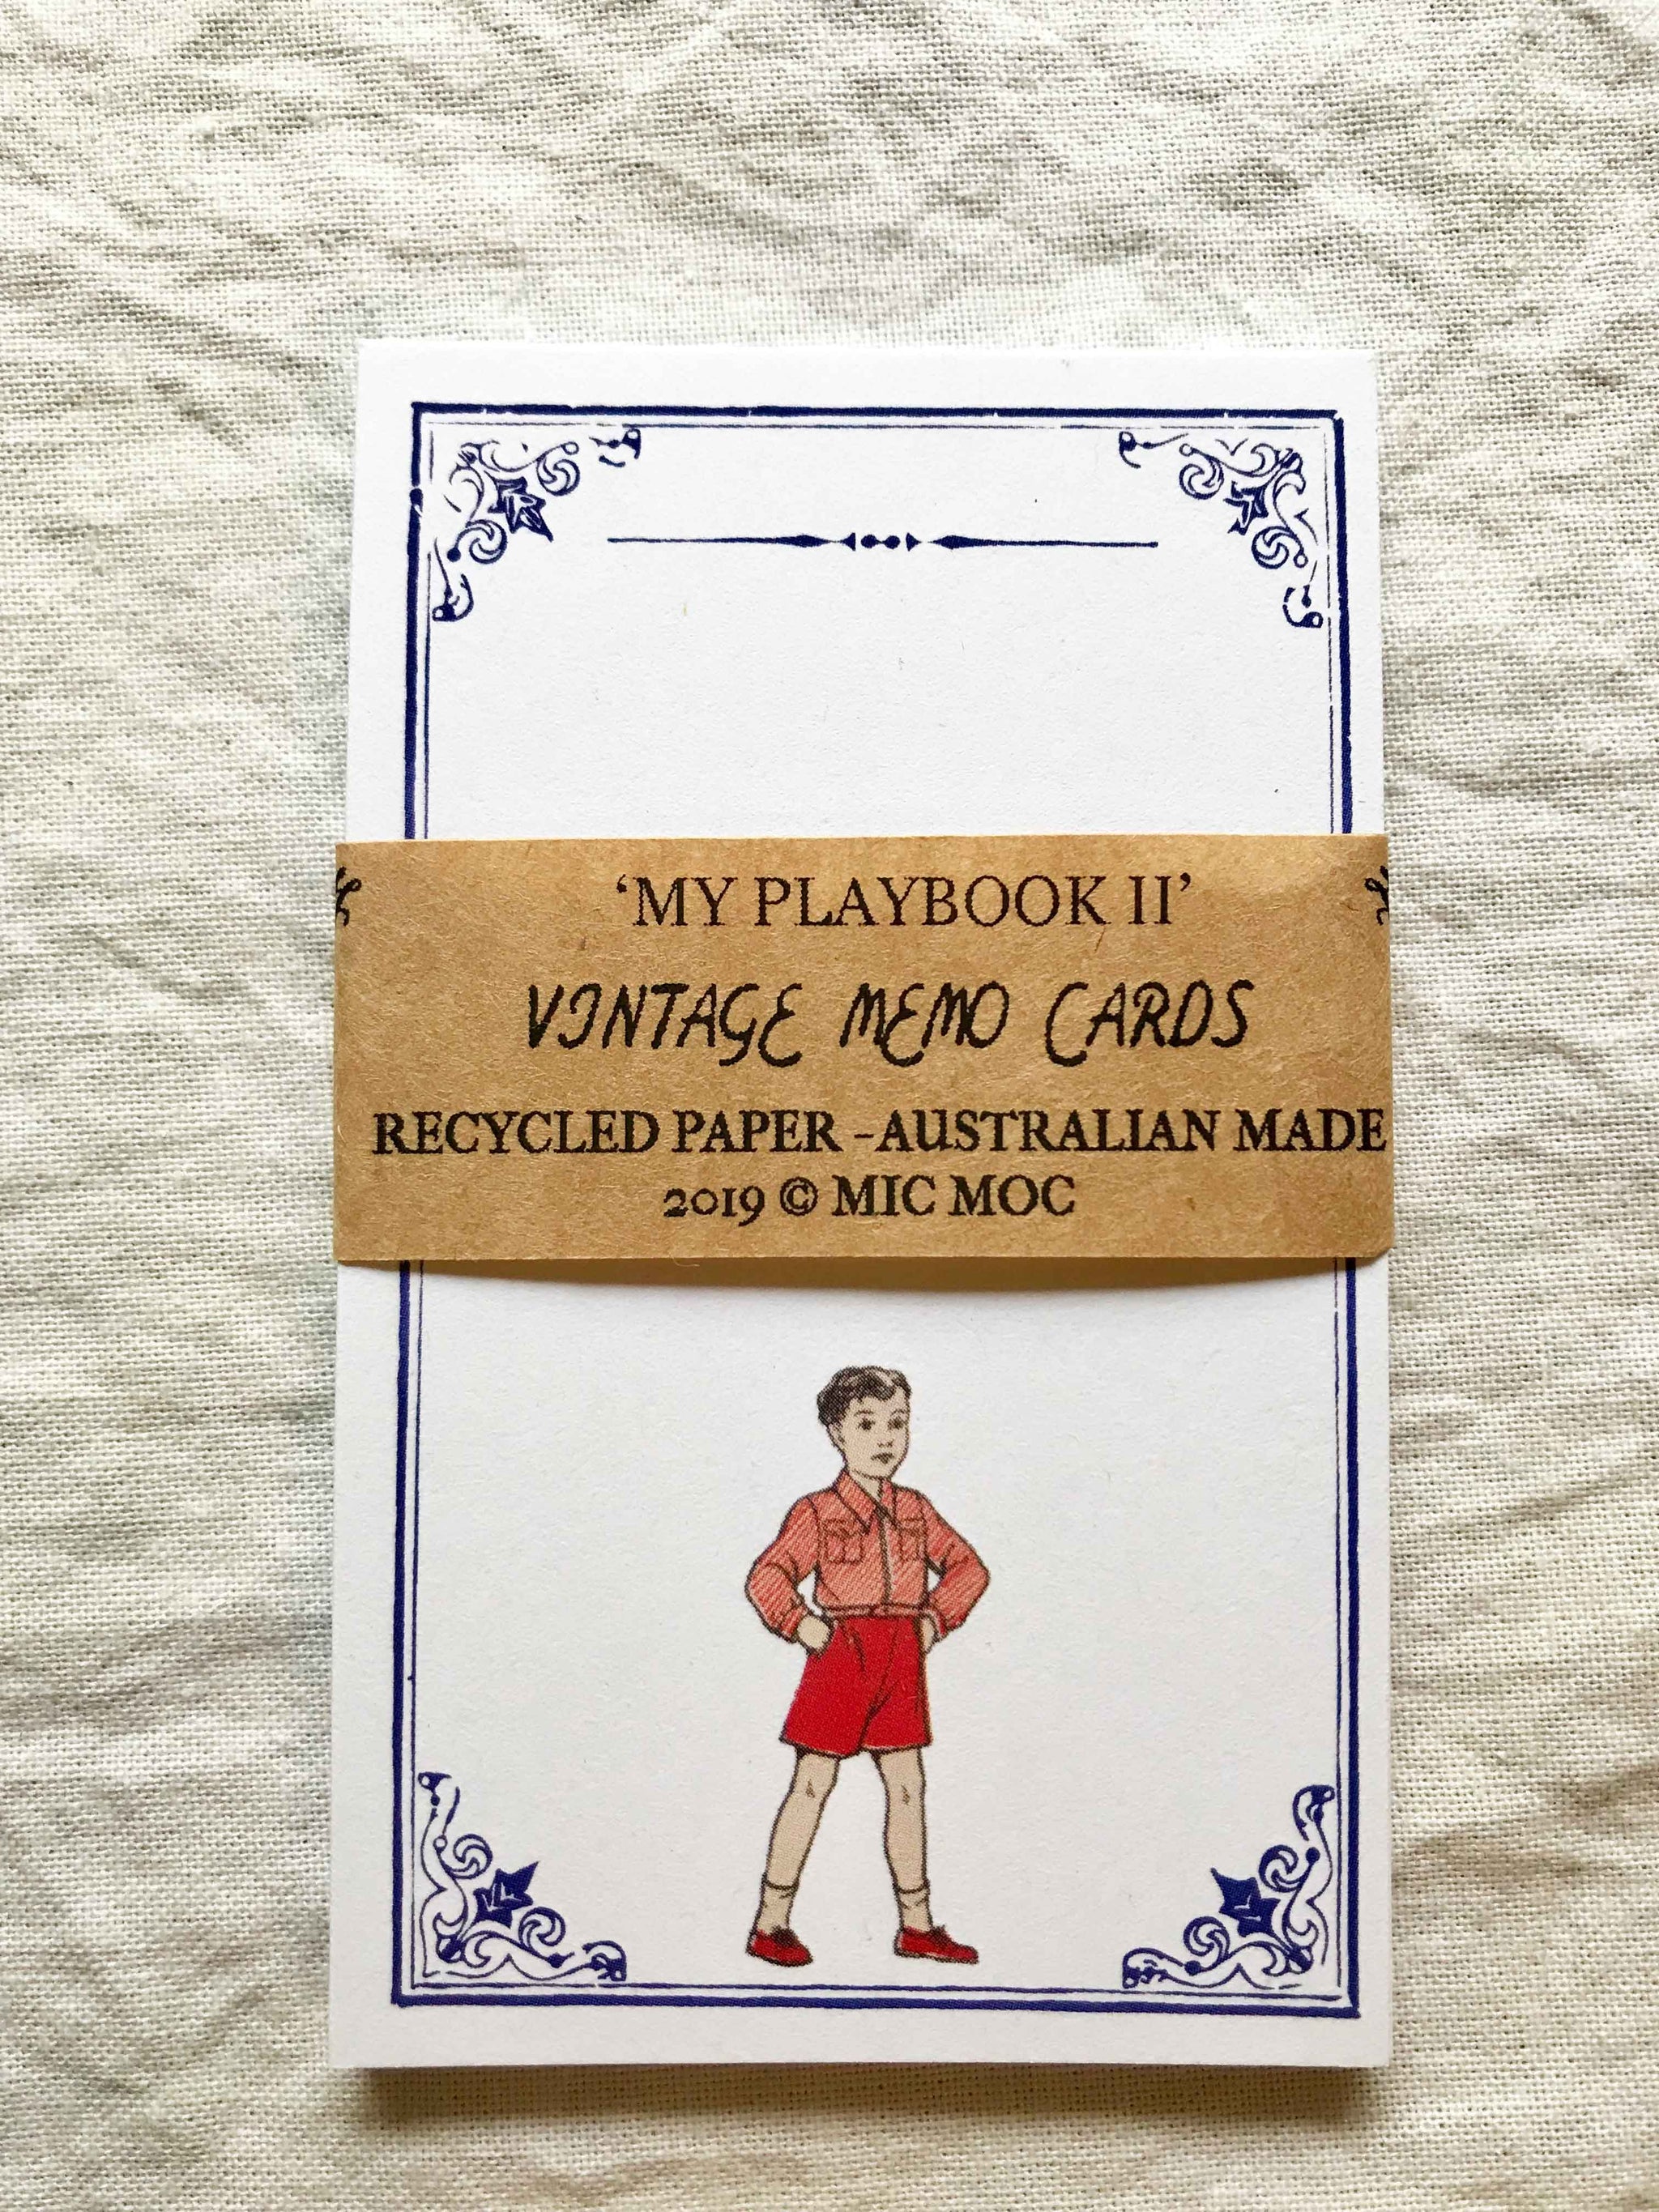 ‘MY PLAYBOOK II’
VINTAGE MEMO CARDS
RECYCLED PAPER -AUSTRALIAN MADE
2019 © MIC MOC